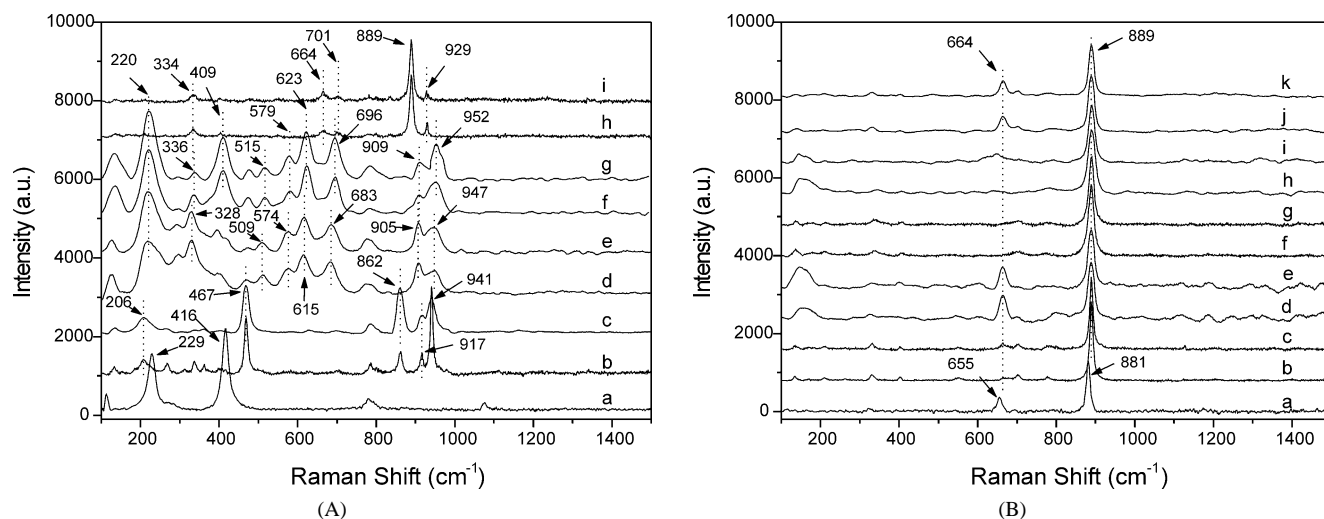 10000
8000
6000
4000
2000
0
Intensity (a.u.)
200 400 600 800 1000 1200 1400
Raman Shift (cm-1)
220
334
409
579
623
664
701
889
929
696
952
336
515
909
328
509
574
683
905
947
206
467
416
229
615
862
941
917
i
h
g
f
e
d
c
b
a
(A)
10000
8000
6000
4000
2000
0
Intensity (a.u.)
200 400 600 800 1000 1200 1400
Raman Shift (cm-1)
664
889
655
881
k
j
i
h
g
f
e
d
c
b
a
(B)